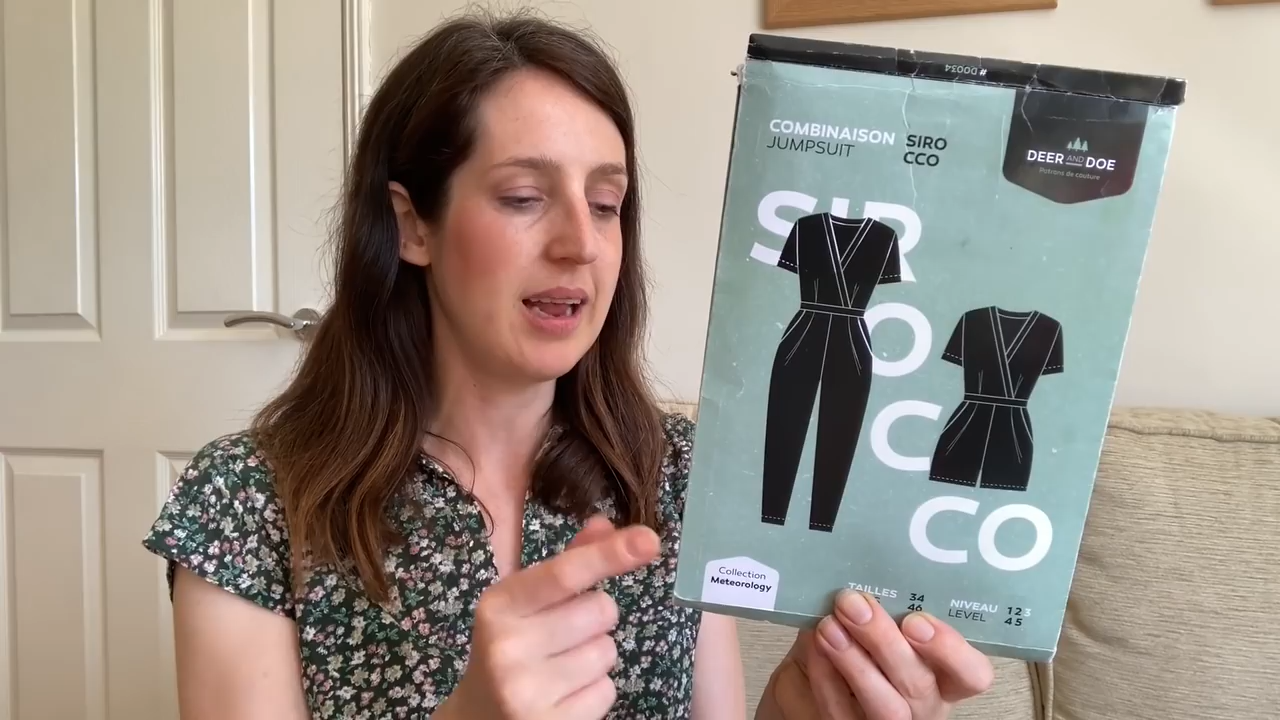 # D0034
COMBINAISON
JUMPSUIT
SIRO
CCO
DEER AND DOE
Patrons de couture
SIR
O
C
CO
Collection
Meteorology
TAILLES 34
46
NIVEAU 1 2 3
LEVEL 4 5